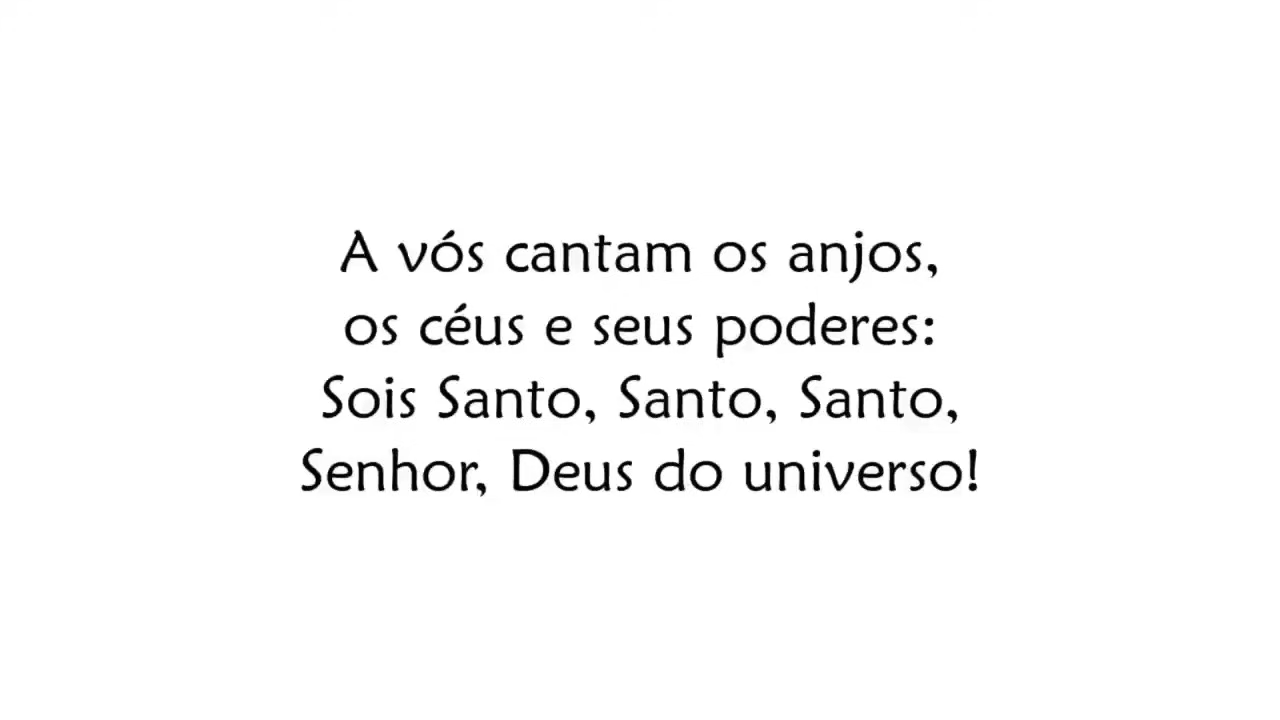 A vós cantam os anjos,
os céus e seus poderes:
Sois Santo, Santo, Santo,
Senhor, Deus do universo!